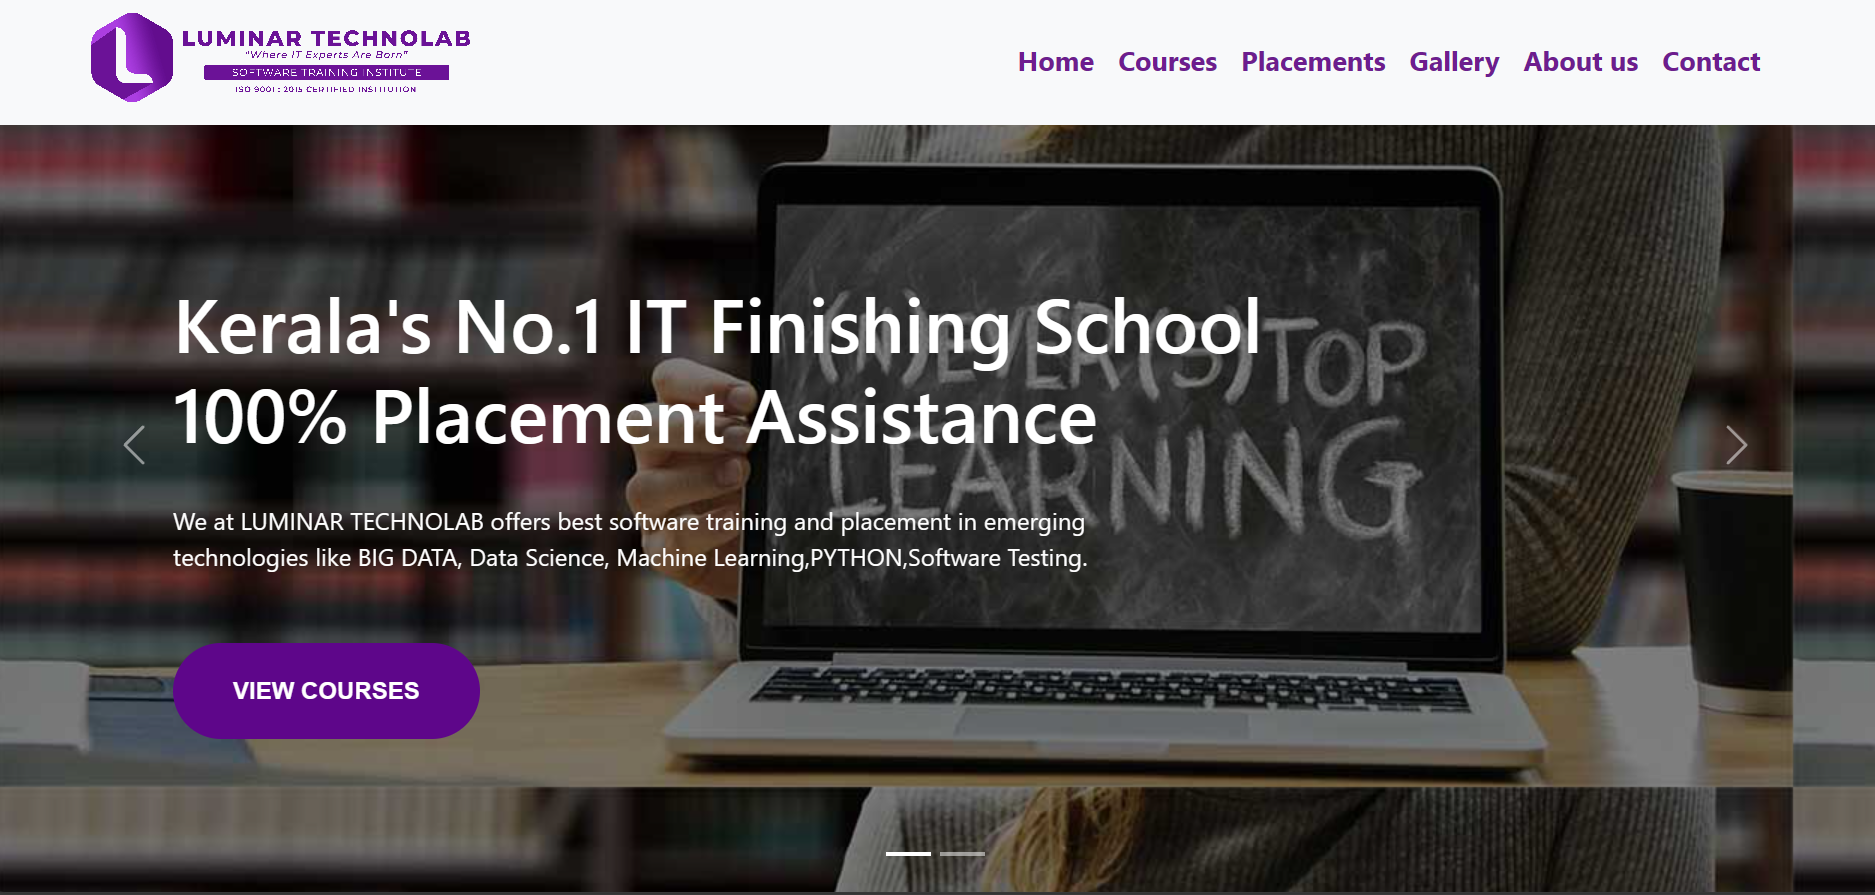 LUMINAR TECHNOLAB
"Where IT Experts Are Born"
SOFTWARE TRAINING INSTITUTE
ISO 9001 : 2015 CERTIFIED INSTITUTION
Home Courses Placements Gallery About us Contact
Kerala's No.1 IT Finishing School
100% Placement Assistance
(N)EVER(S)TOP
LEARNING
We at LUMINAR TECHNOLAB offers best software training and placement in emerging
technologies like BIG DATA, Data Science, Machine Learning,PYTHON,Software Testing.
VIEW COURSES